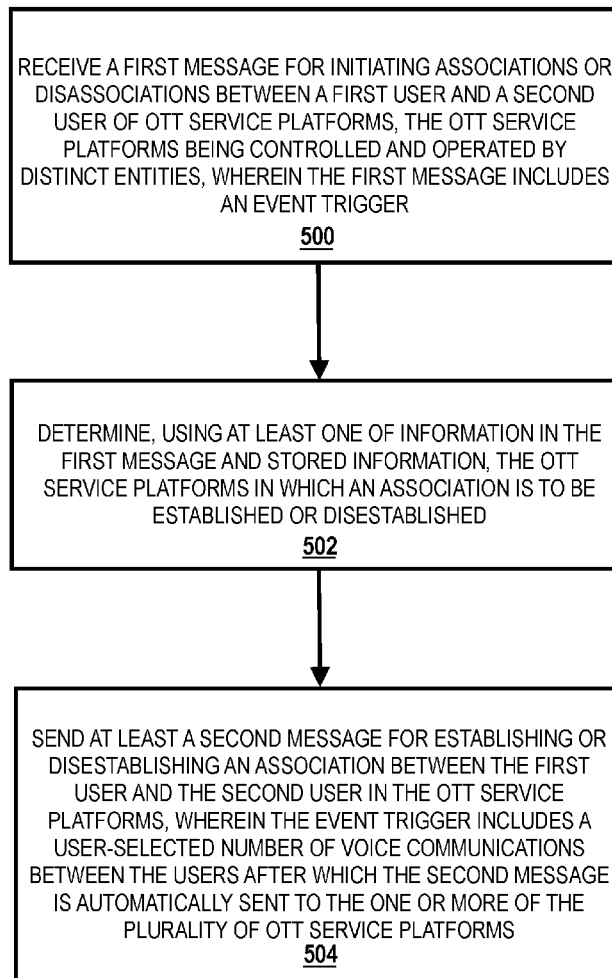 RECEIVE A FIRST MESSAGE FOR INITIATING ASSOCIATIONS OR
DISASSOCIATIONS BETWEEN A FIRST USER AND A SECOND
USER OF OTT SERVICE PLATFORMS, THE OTT SERVICE
PLATFORMS BEING CONTROLLED AND OPERATED BY
DISTINCT ENTITIES, WHEREIN THE FIRST MESSAGE INCLUDES
AN EVENT TRIGGER
500
DETERMINE, USING AT LEAST ONE OF INFORMATION IN THE
FIRST MESSAGE AND STORED INFORMATION, THE OTT
SERVICE PLATFORMS IN WHICH AN ASSOCIATION IS TO BE
ESTABLISHED OR DISESTABLISHED
502
SEND AT LEAST A SECOND MESSAGE FOR ESTABLISHING OR
DISESTABLISHING AN ASSOCIATION BETWEEN THE FIRST
USER AND THE SECOND USER IN THE OTT SERVICE
PLATFORMS, WHEREIN THE EVENT TRIGGER INCLUDES A
USER-SELECTED NUMBER OF VOICE COMMUNICATIONS
BETWEEN THE USERS AFTER WHICH THE SECOND MESSAGE
IS AUTOMATICALLY SENT TO THE ONE OR MORE OF THE
PLURALITY OF OTT SERVICE PLATFORMS
504